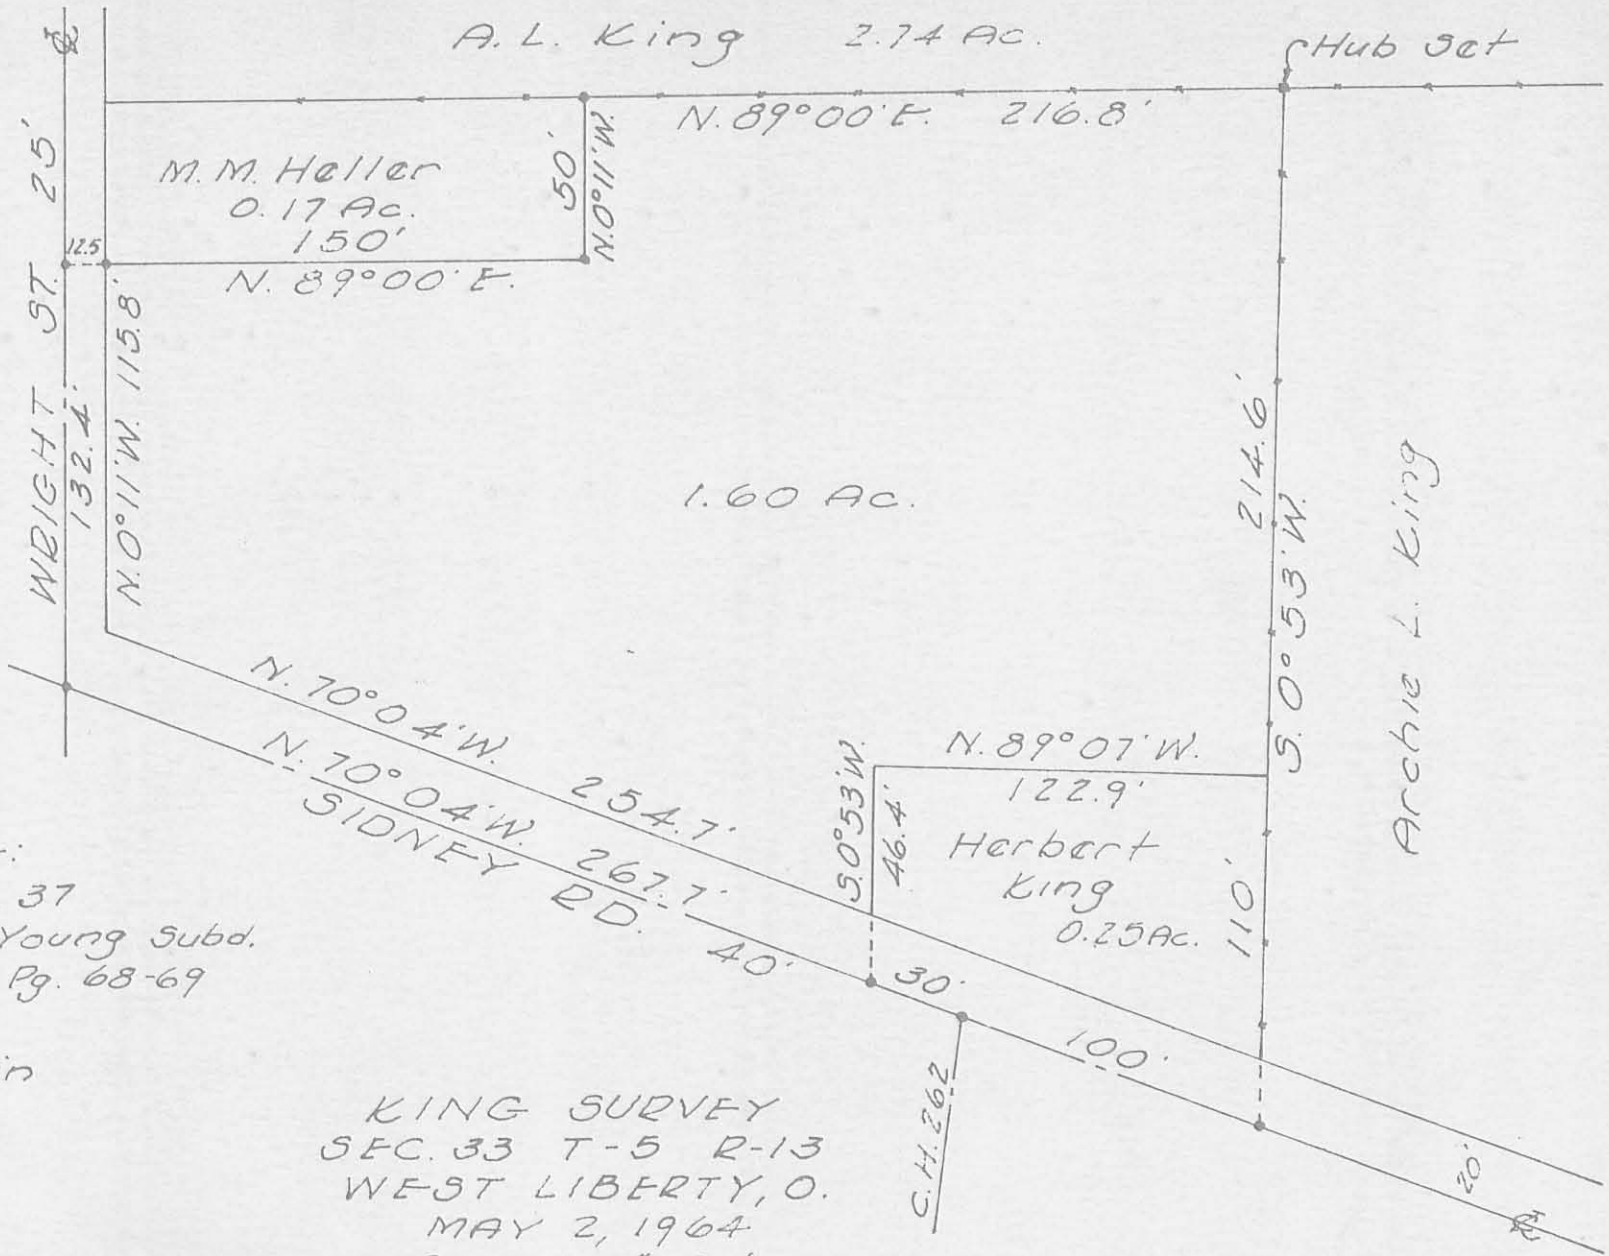 A. L. King 2.74 Ac.
Hub Set
N. 89°00' E. 216.8'
M. M. Heller
0.17 Ac.
150'
N. 89°00' E.
50'
N.0°11'W.
WRIGHT ST. 25'
12.5
132.4'
N.0°11'W. 115.8'
1.60 Ac.
214.6'
S. 0°53' W.
Archie L. King
N. 70°04' W. 254.7'
N. 70°04' W. 267.7'
SIDNEY RD. 40'
S.0°53'W.
46.4'
N. 89°07' W.
122.9'
Herbert
King
0.25 Ac.
110'
30'
100'
C.H. 262
20'
37
Young Subd.
Pg. 68-69
KING SURVEY
SEC. 33 T-5 R-13
WEST LIBERTY, O.
MAY 2, 1964